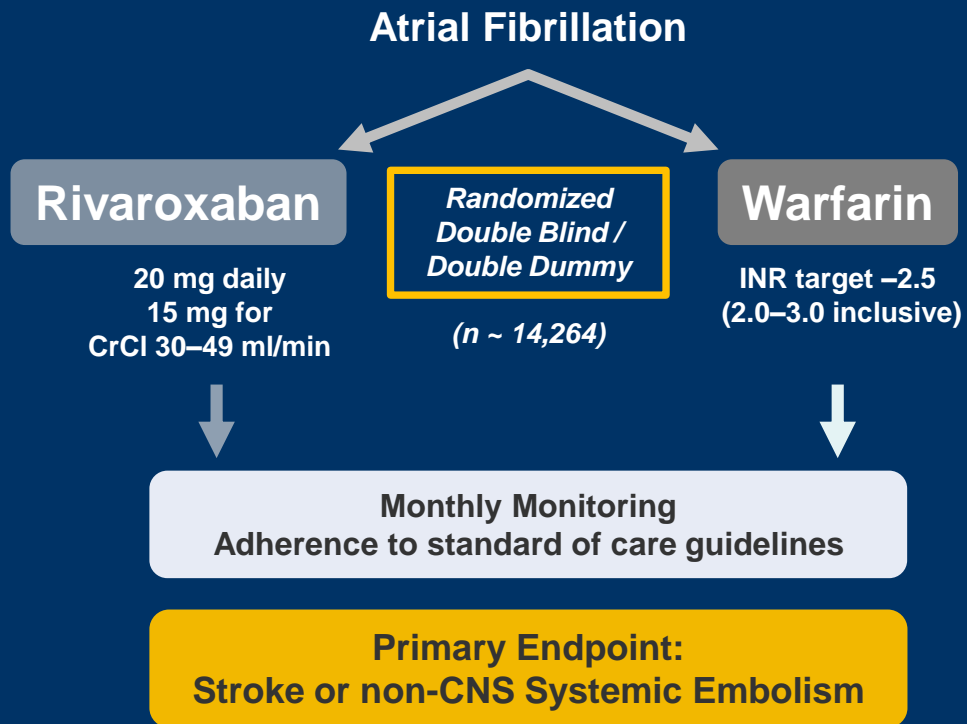 Atrial Fibrillation
Rivaroxaban
20 mg daily
15 mg for
CrCl 30–49 ml/min
Randomized
Double Blind /
Double Dummy
(n ~ 14,264)
Warfarin
INR target –2.5
(2.0–3.0 inclusive)
Monthly Monitoring
Adherence to standard of care guidelines
Primary Endpoint:
Stroke or non-CNS Systemic Embolism